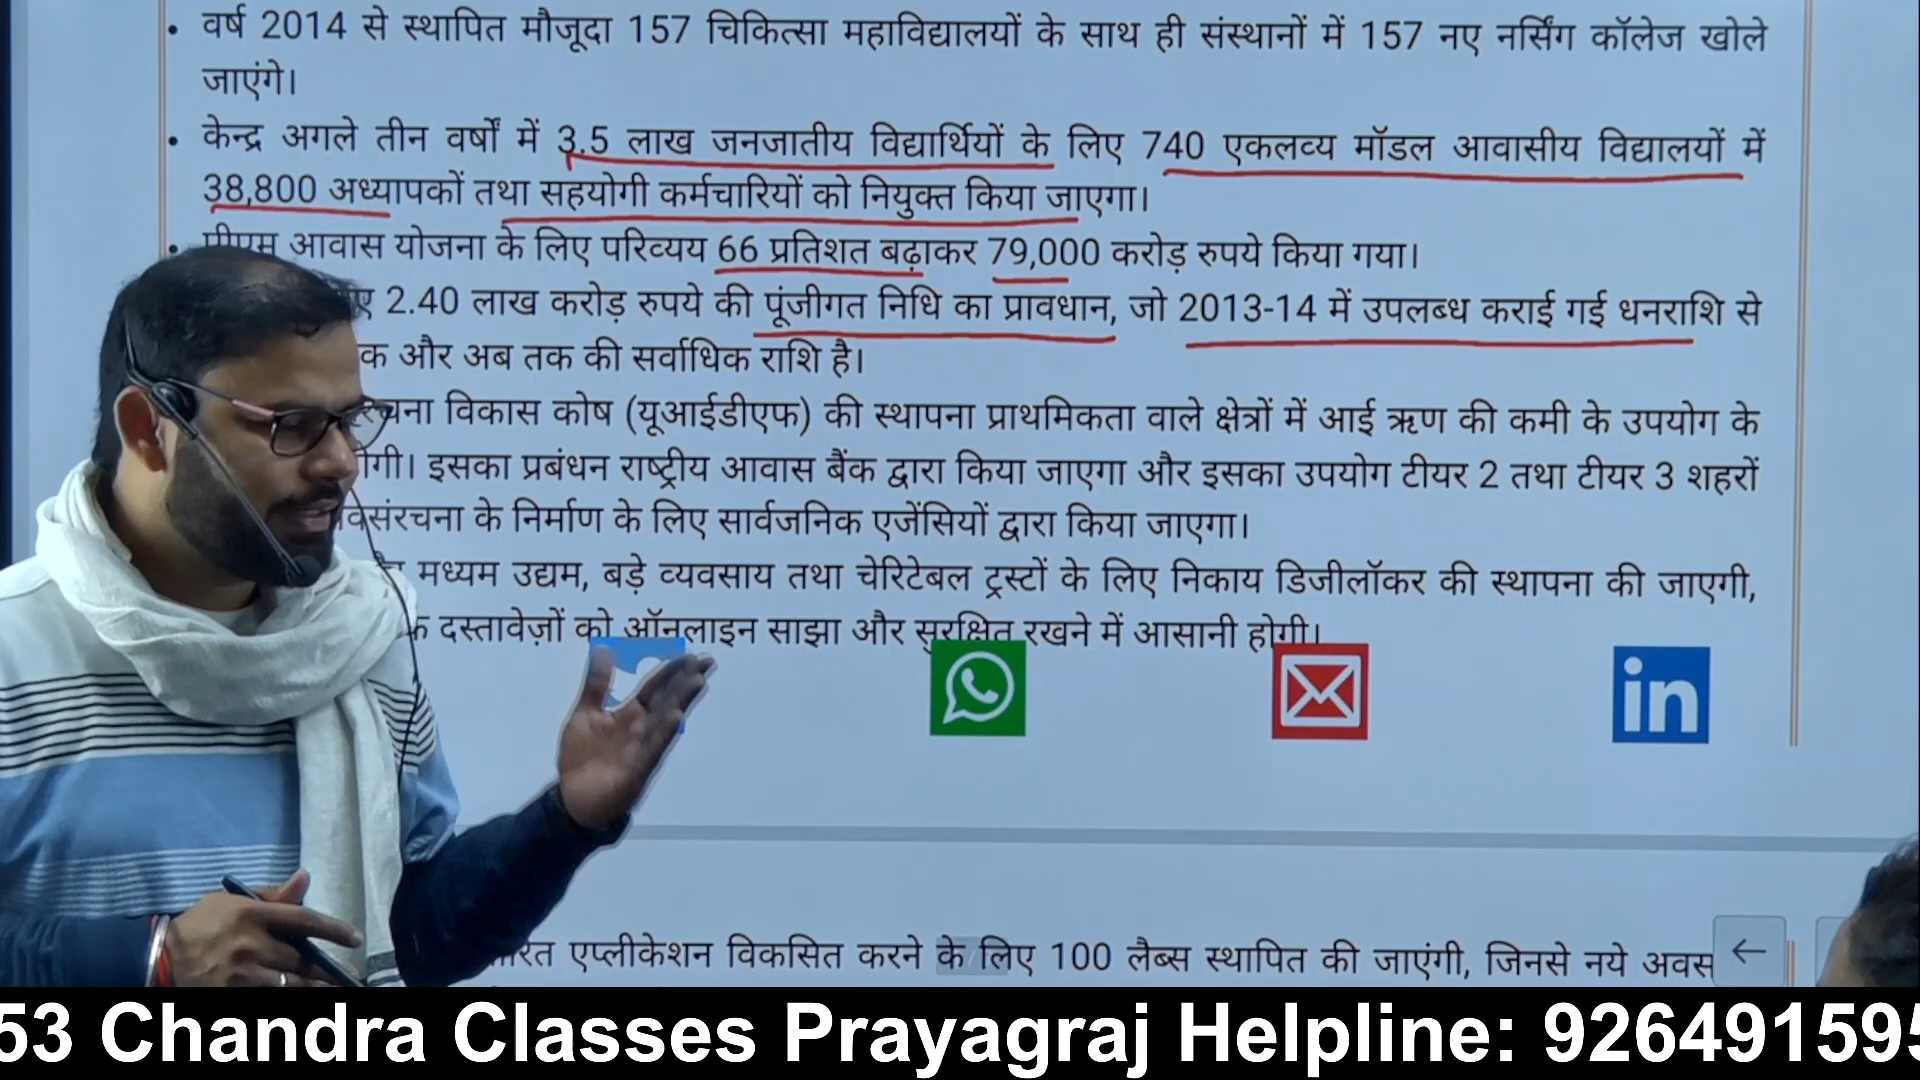 • वर्ष 2014 से स्थापित मौजूदा 157 चिकित्सा महाविद्यालयों के साथ ही संस्थानों में 157 नए नर्सिंग कॉलेज खोले
जाएंगे।
• केन्द्र अगले तीन वर्षों में 3.5 लाख जनजातीय विद्यार्थियों के लिए 740 एकलव्य मॉडल आवासीय विद्यालयों में
38,800 अध्यापकों तथा सहयोगी कर्मचारियों को नियुक्त किया जाएगा।
• पीएम आवास योजना के लिए परिव्यय 66 प्रतिशत बढ़ाकर 79,000 करोड़ रुपये किया गया।
2.40 लाख करोड़ रुपये की पूंजीगत निधि का प्रावधान, जो 2013-14 में उपलब्ध कराई गई धनराशि से
और अब तक की सर्वाधिक राशि है।
विकास कोष (यूआईडीएफ) की स्थापना प्राथमिकता वाले क्षेत्रों में आई ऋण की कमी के उपयोग के
इसका प्रबंधन राष्ट्रीय आवास बैंक द्वारा किया जाएगा और इसका उपयोग टीयर 2 तथा टीयर 3 शहरों
के निर्माण के लिए सार्वजनिक एजेंसियों द्वारा किया जाएगा।
मध्यम उद्यम, बड़े व्यवसाय तथा चेरिटेबल ट्रस्टों के लिए निकाय डिजीलॉकर की स्थापना की जाएगी,
दस्तावेज़ों को ऑनलाइन साझा और सुरक्षित रखने में आसानी होगी।
in
एप्लीकेशन विकसित करने के लिए 100 लैब्स स्थापित की जाएंगी, जिनसे नये
53 Chandra Classes Prayagraj Helpline: 926491595